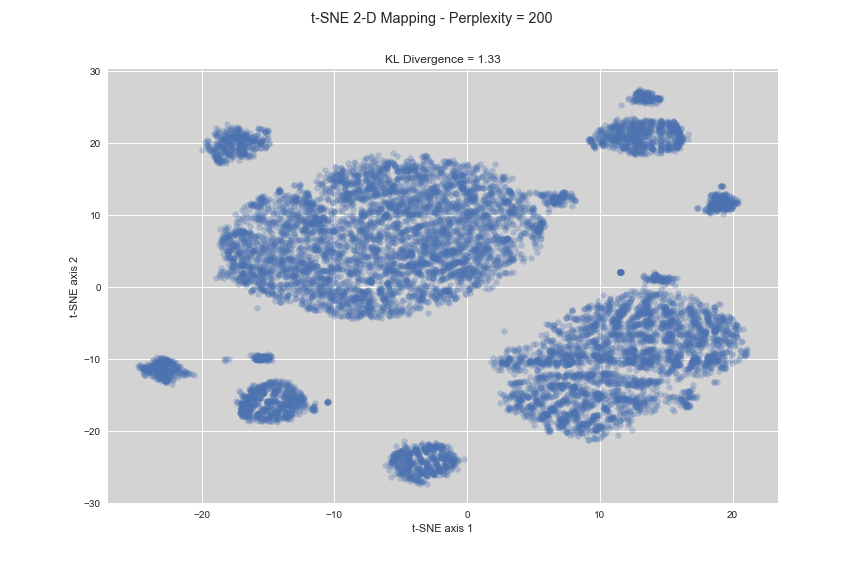 t-SNE 2-D Mapping - Perplexity = 200
KL Divergence = 1.33
30
20
10
0
−10
−20
−30
t-SNE axis 2
−20 −10 0 10 20
t-SNE axis 1